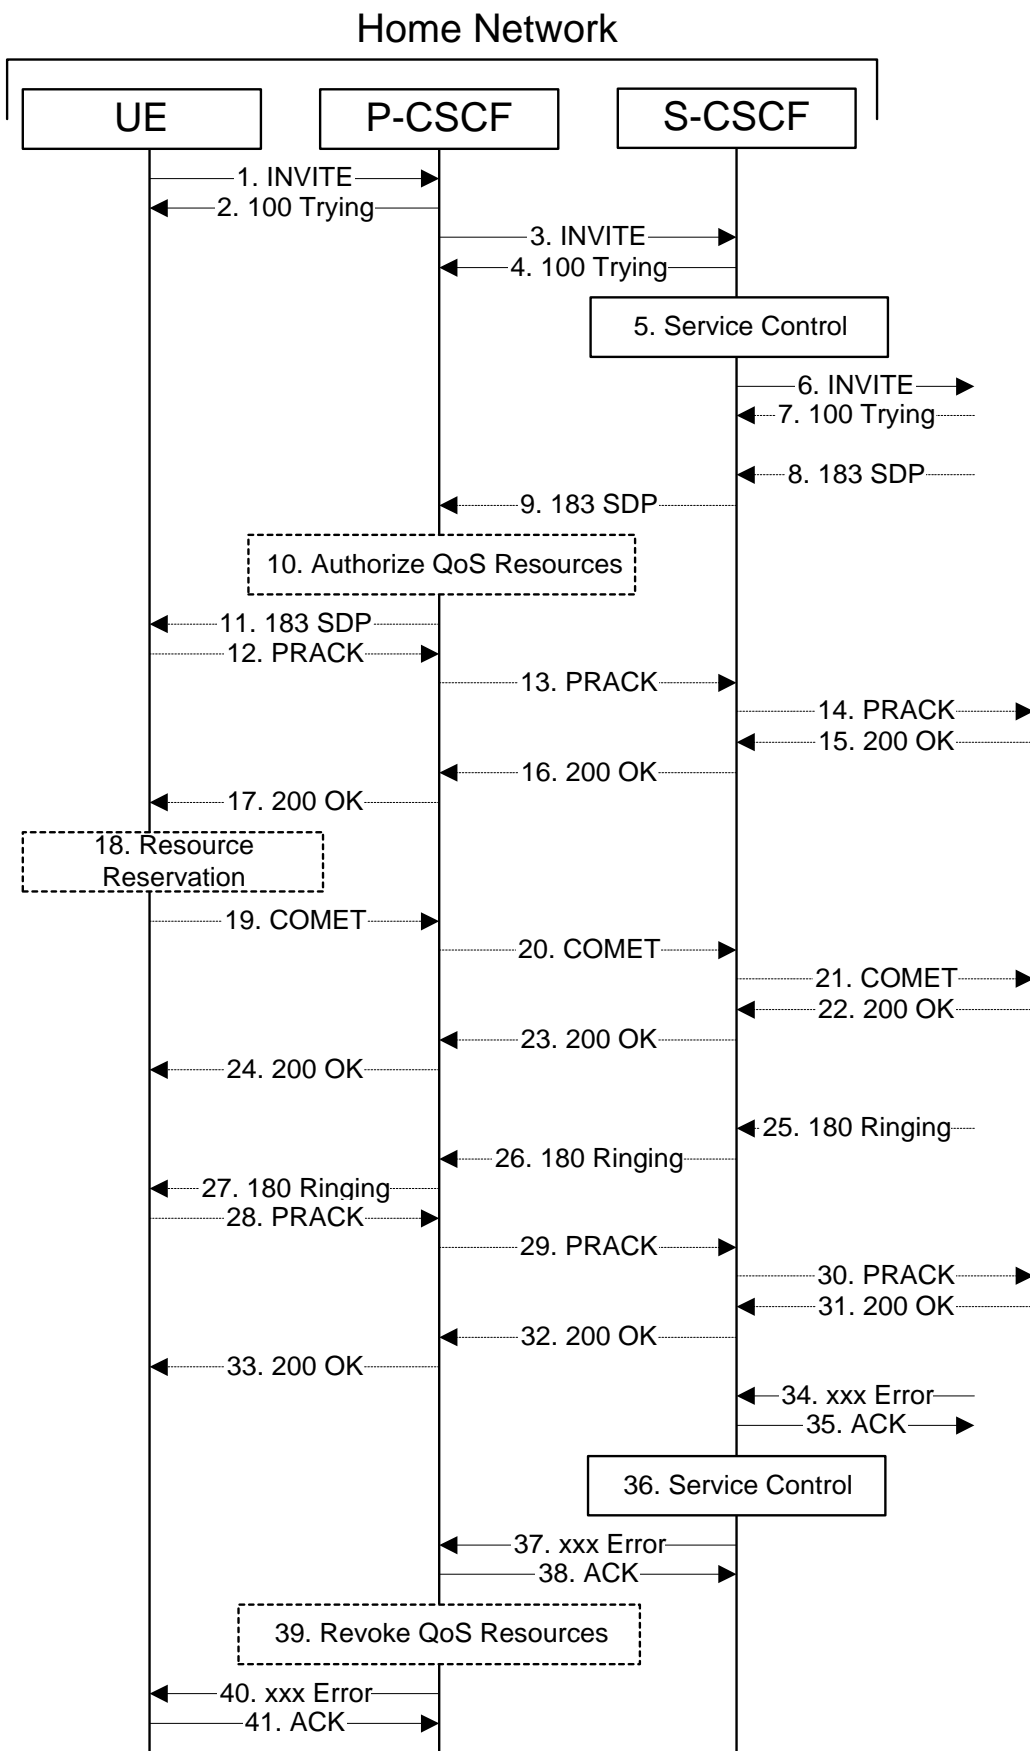 Home Network
UE
P-CSCF
S-CSCF
1. INVITE
2. 100 Trying
3. INVITE
4. 100 Trying
5. Service Control
6. INVITE
7. 100 Trying
8. 183 SDP
9. 183 SDP
10. Authorize QoS Resources
11. 183 SDP
12. PRACK
13. PRACK
14. PRACK
15. 200 OK
16. 200 OK
17. 200 OK
18. Resource
Reservation
19. COMET
20. COMET
21. COMET
22. 200 OK
23. 200 OK
24. 200 OK
25. 180 Ringing
26. 180 Ringing
27. 180 Ringing
28. PRACK
29. PRACK
30. PRACK
31. 200 OK
32. 200 OK
33. 200 OK
34. xxx Error
35. ACK
36. Service Control
37. xxx Error
38. ACK
39. Revoke QoS Resources
40. xxx Error
41. ACK